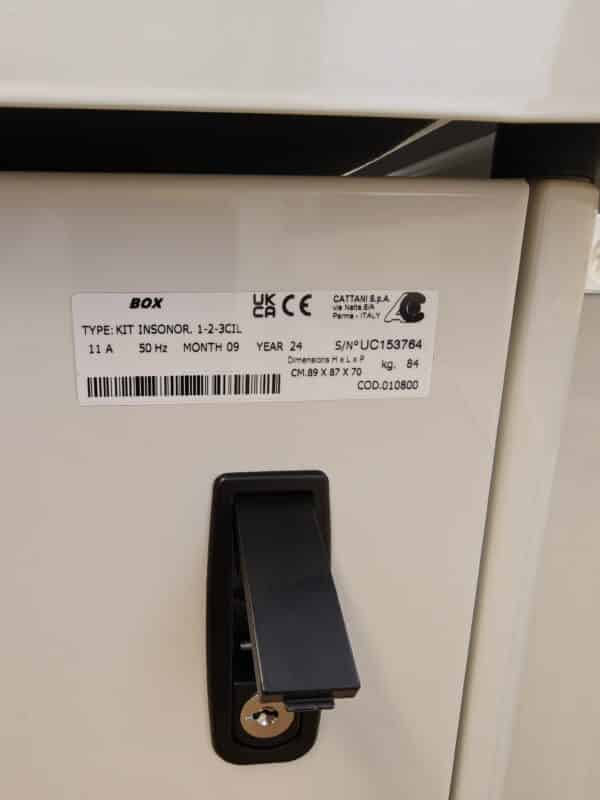 BOX
UK
CA CE
CATTANI S.p.A.
via Natta 6/A
Parma - ITALY
TYPE: KIT INSONOR. 1-2-3CIL
11 A 50 Hz MONTH 09 YEAR 24 S/N° UC153764
Dimensions H x L x P
CM.89 X 87 X 70 kg. 84
COD.010800